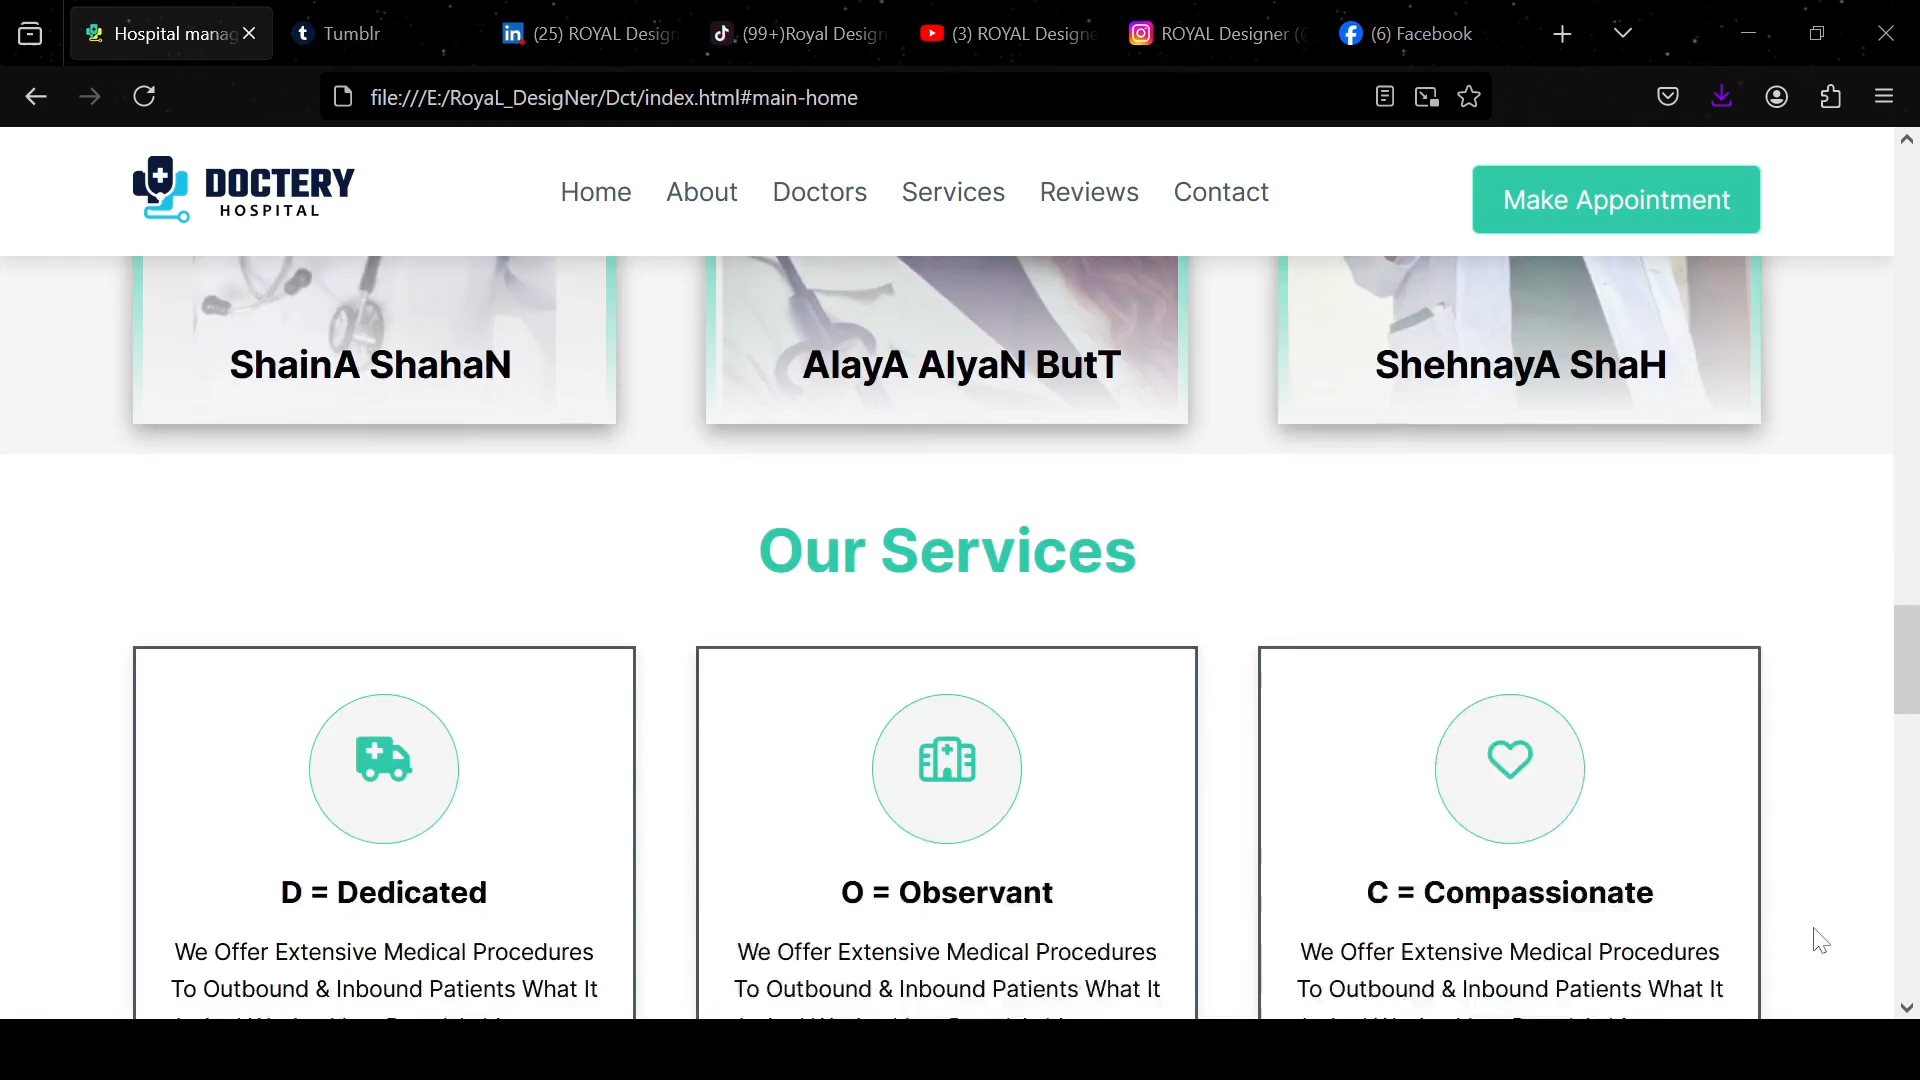 Hospital manag
Tumblr
(25) ROYAL Design
(99+)Royal Design
(3) ROYAL Designe
ROYAL Designer (
(6) Facebook
file:///E:/RoyaL_DesigNer/Dct/index.html#main-home
DOCTERY
HOSPITAL
Home
About
Doctors
Services
Reviews
Contact
Make Appointment
ShainA ShahaN
AlayA AlyaN ButT
ShehnayA ShaH
Our Services
D = Dedicated
We Offer Extensive Medical Procedures
To Outbound & Inbound Patients What It
O = Observant
We Offer Extensive Medical Procedures
To Outbound & Inbound Patients What It
C = Compassionate
We Offer Extensive Medical Procedures
To Outbound & Inbound Patients What It